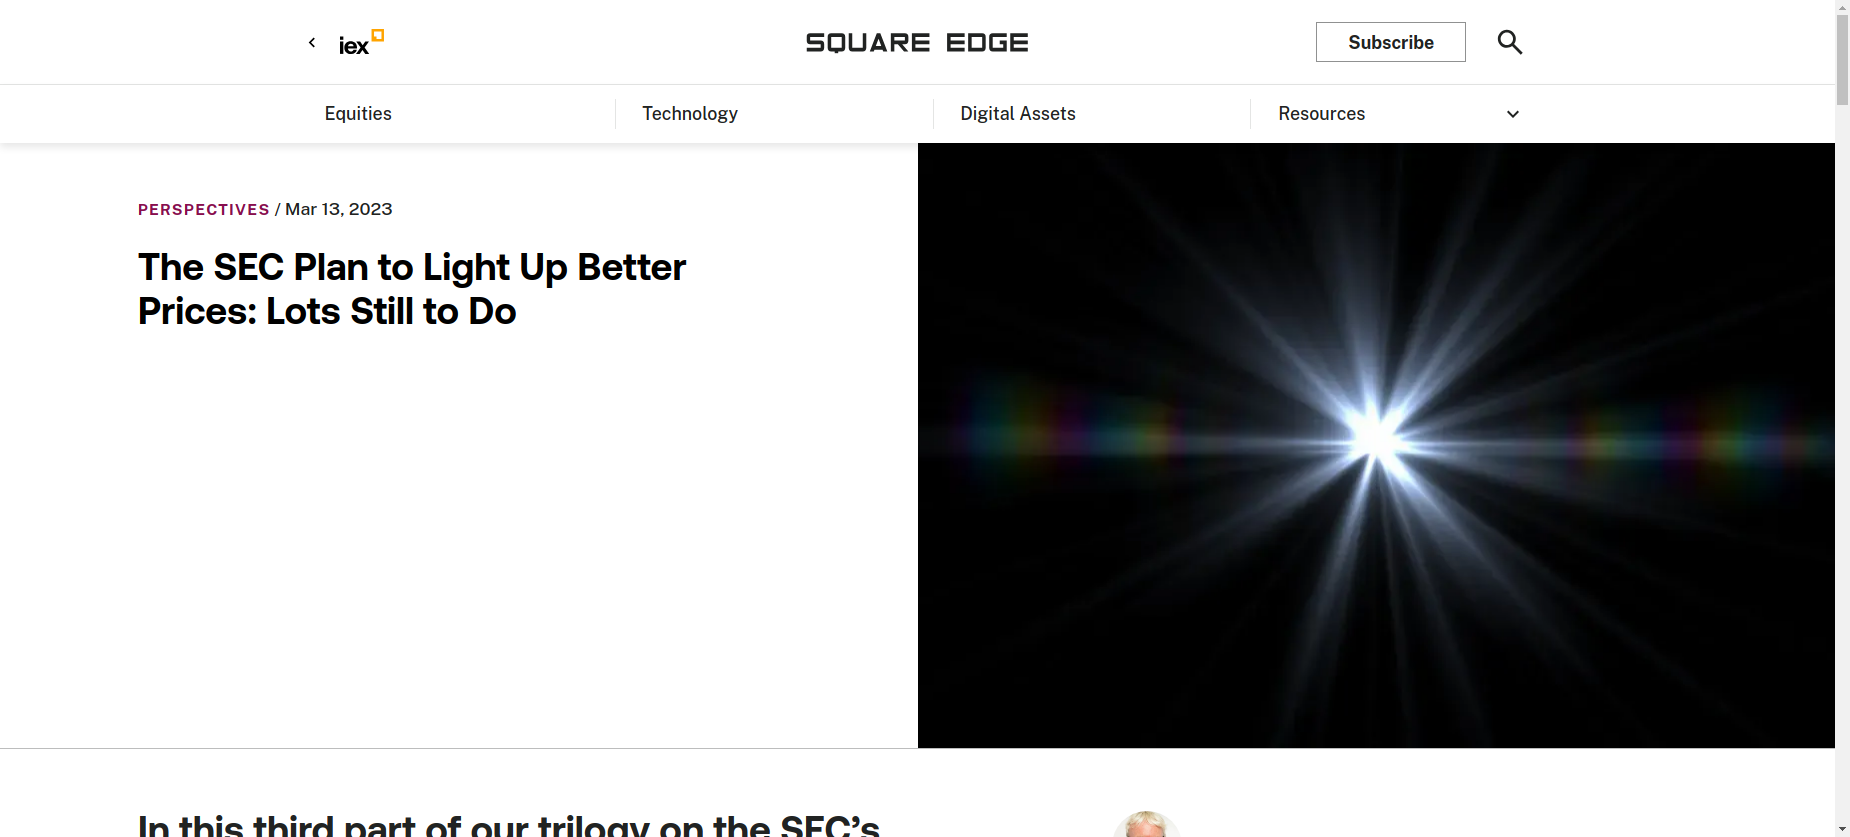 iex
SQUARE EDGE
Subscribe
Equities
Technology
Digital Assets
Resources
PERSPECTIVES / Mar 13, 2023
The SEC Plan to Light Up Better
Prices: Lots Still to Do
In this third part of our trilogy on the SEC’s